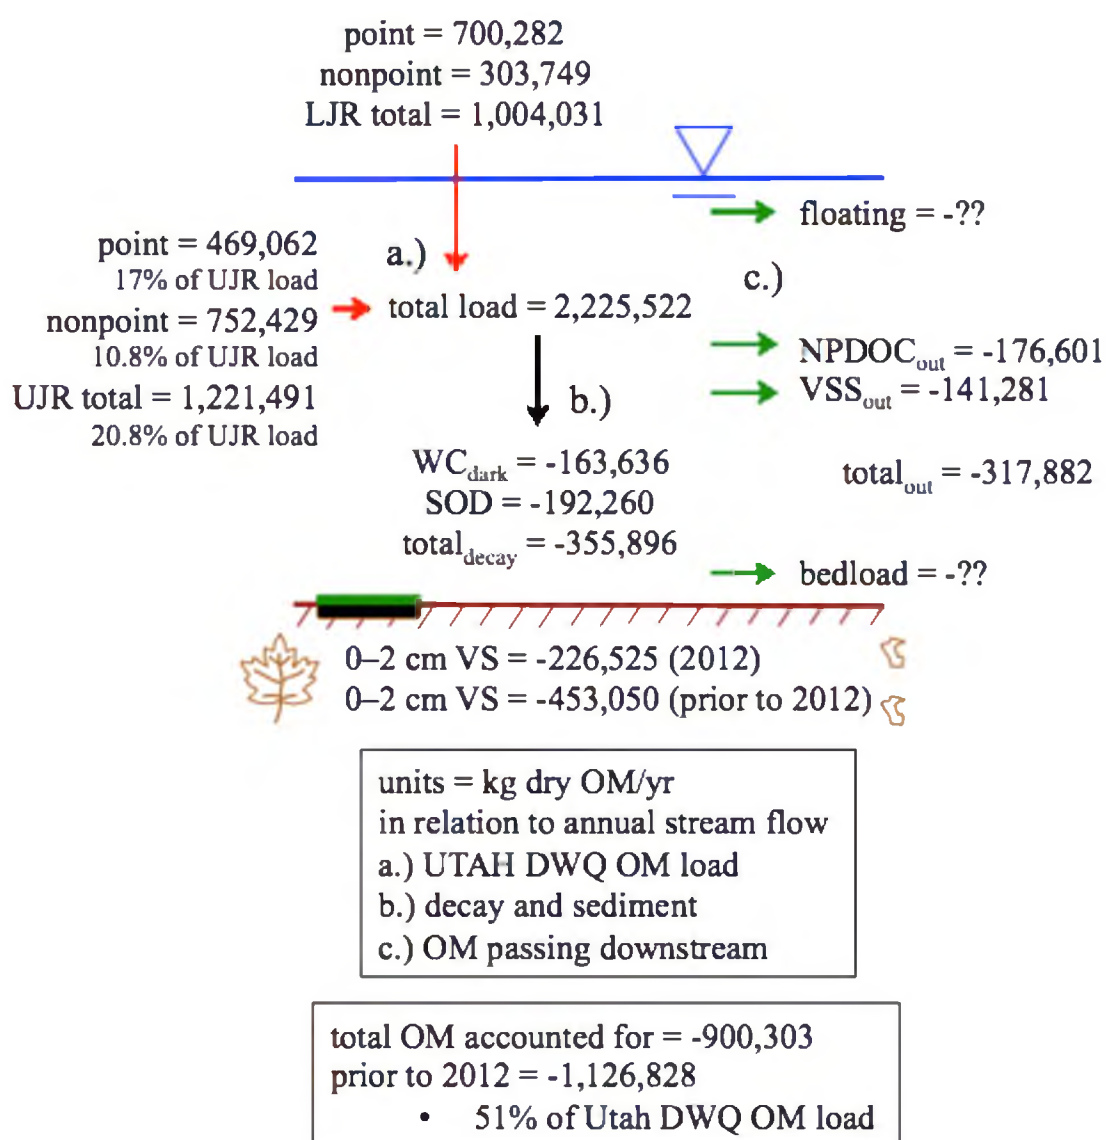 point = 700,282
nonpoint = 303,749
LJR total = 1,004,031
floating = -??
point = 469,062
17% of UJR load
nonpoint = 752,429
10.8% of UJR load
UJR total = 1,221,491
20.8% of UJR load
a.)
total load = 2,225,522
c.)
NPDOCout = -176,601
VSSout = -141,281
b.)
WCdark = -163,636
SOD = -192,260
totaldecay = -355,896
totalout = -317,882
bedload = -??
0–2 cm VS = -226,525 (2012)
0–2 cm VS = -453,050 (prior to 2012)
units = kg dry OM/yr
in relation to annual stream flow
a.) UTAH DWQ OM load
b.) decay and sediment
c.) OM passing downstream
total OM accounted for = -900,303
prior to 2012 = -1,126,828
• 51% of Utah DWQ OM load